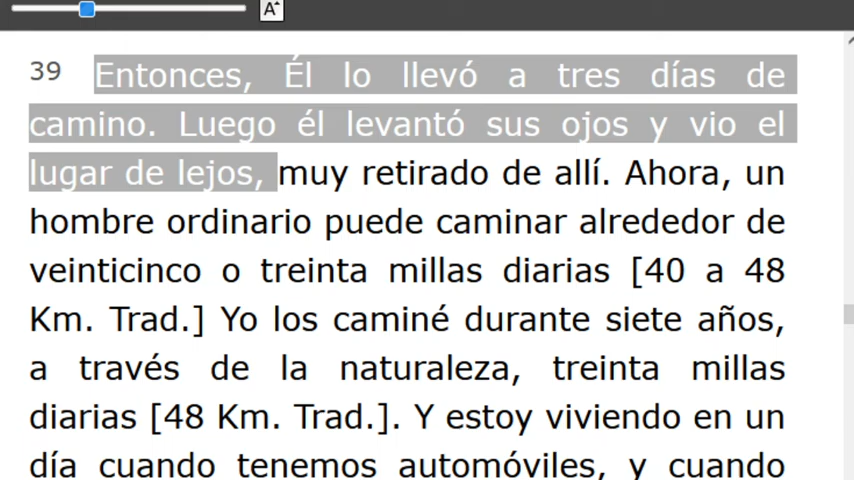 39 Entonces, Él lo llevó a tres días de
camino. Luego él levantó sus ojos y vio el
lugar de lejos, muy retirado de allí. Ahora, un
hombre ordinario puede caminar alrededor de
veinticinco o treinta millas diarias [40 a 48
Km. Trad.] Yo los caminé durante siete años,
a través de la naturaleza, treinta millas
diarias [48 Km. Trad.]. Y estoy viviendo en un
día cuando tenemos automóviles, y cuando